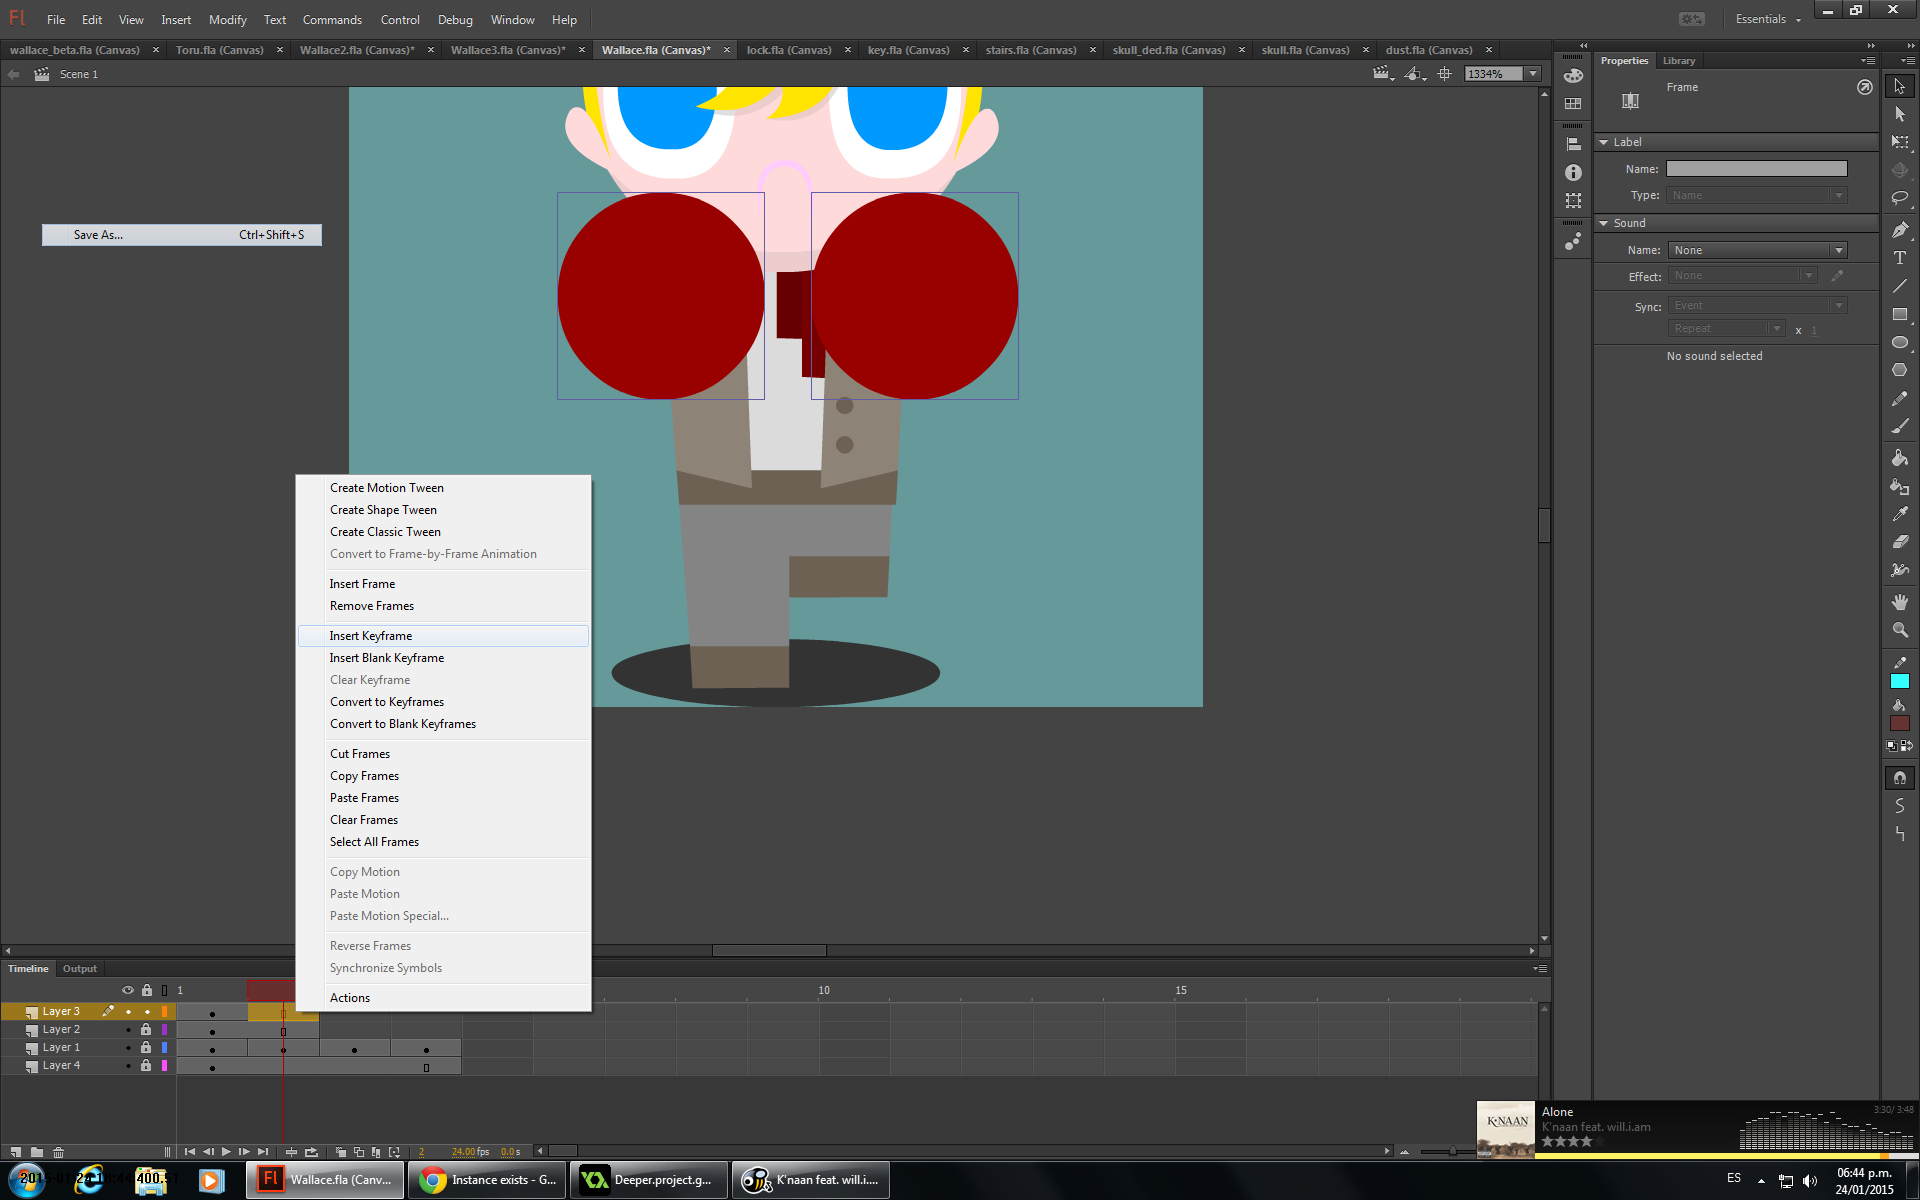 Fl File Edit View Insert Modify Text Commands Control Debug Window Help Essentials
wallace_beta.fla (Canvas) Toru.fla (Canvas) Wallace2.fla (Canvas)* Wallace3.fla (Canvas)* Wallace.fla (Canvas)* lock.fla (Canvas) key.fla (Canvas) stairs.fla (Canvas) skull_ded.fla (Canvas) skull.fla (Canvas) dust.fla (Canvas)
Scene 1 1334%
Properties Library
Frame
Label
Name:
Type: Name
Sound
Name: None
Effect: None
Sync: Event
Repeat x 1
No sound selected
Save As... Ctrl+Shift+S
Create Motion Tween
Create Shape Tween
Create Classic Tween
Convert to Frame-by-Frame Animation
Insert Frame
Remove Frames
Insert Keyframe
Insert Blank Keyframe
Clear Keyframe
Convert to Keyframes
Convert to Blank Keyframes
Cut Frames
Copy Frames
Paste Frames
Clear Frames
Select All Frames
Copy Motion
Paste Motion
Paste Motion Special...
Reverse Frames
Synchronize Symbols
Actions
Timeline Output
1 10 15
Layer 3
Layer 2
Layer 1
Layer 4
2 24.00 fps 0.0 s
K'NAAN
Alone 3:30/ 3:48
K'naan feat. will.i.am
Wallace.fla (Canv... Instance exists - G... Deeper.project.g... K'naan feat. will.i....
ES 06:44 p.m.
24/01/2015